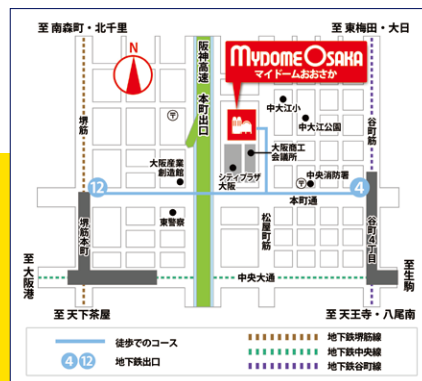 至 南森町・北千里
至 東梅田・大日
N
阪神高速 本町出口
MYDOME OSAKA
マイドームおおさか
堺筋
谷町筋
〒
中大江小
中大江公園
大阪産業
創造館
大阪商工
会議所
シティプラザ
大阪
〒
中央消防署
12
4
本町通
東警察
堺筋本町
松屋町筋
谷町4丁目
至 大阪港
中央大通
至 生駒
至 天下茶屋
至 天王寺・八尾南
徒歩でのコース
4 12 地下鉄出口
地下鉄堺筋線
地下鉄中央線
地下鉄谷町線